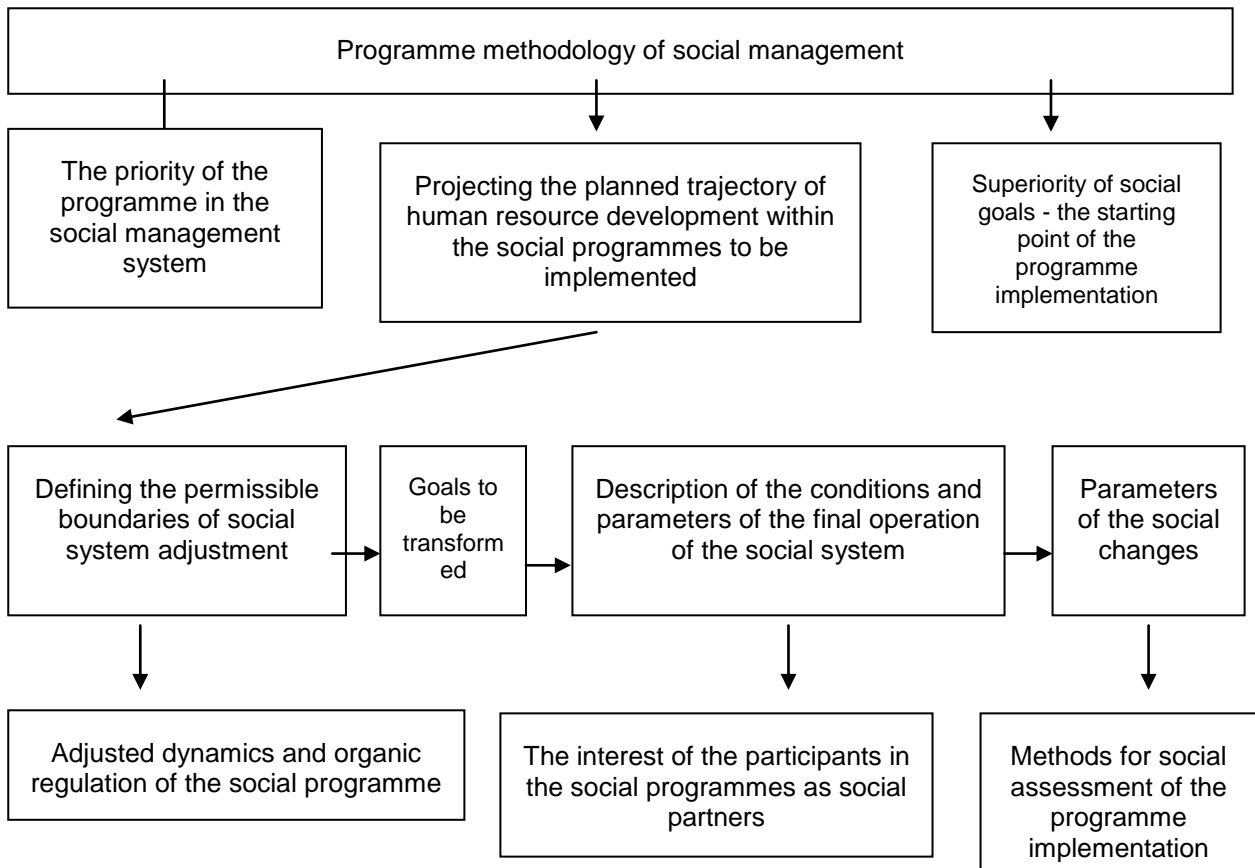 Programme methodology of social management
The priority of the
programme in the
social management
system
Projecting the planned trajectory of
human resource development within
the social programmes to be
implemented
Superiority of social
goals - the starting
point of the
programme
implementation
Defining the permissible
boundaries of social
system adjustment
Goals to
be
transform
ed
Description of the conditions and
parameters of the final operation
of the social system
Parameters
of the social
changes
Adjusted dynamics and organic
regulation of the social programme
The interest of the participants in
the social programmes as social
partners
Methods for social
assessment of the
programme
implementation